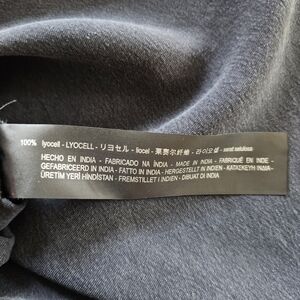 100% lyocell - LYOCELL - リヨセル - liocel - 莱赛尔纤维 - 라이오셀 - serat selulosa
HECHO EN INDIA - FABRICADO NA ÍNDIA - MADE IN INDIA - FABRIQUÉ EN INDE -
GEFABRICEERD IN INDIA - FATTO IN INDIA - HERGESTELLT IN INDIEN - ΚΑΤΑΣΚΕΥΗ ΙΝΔΙΑ-
ÜRETİM YERİ HİNDİSTAN - FREMSTILLET I INDIEN - DIBUAT DI INDIA